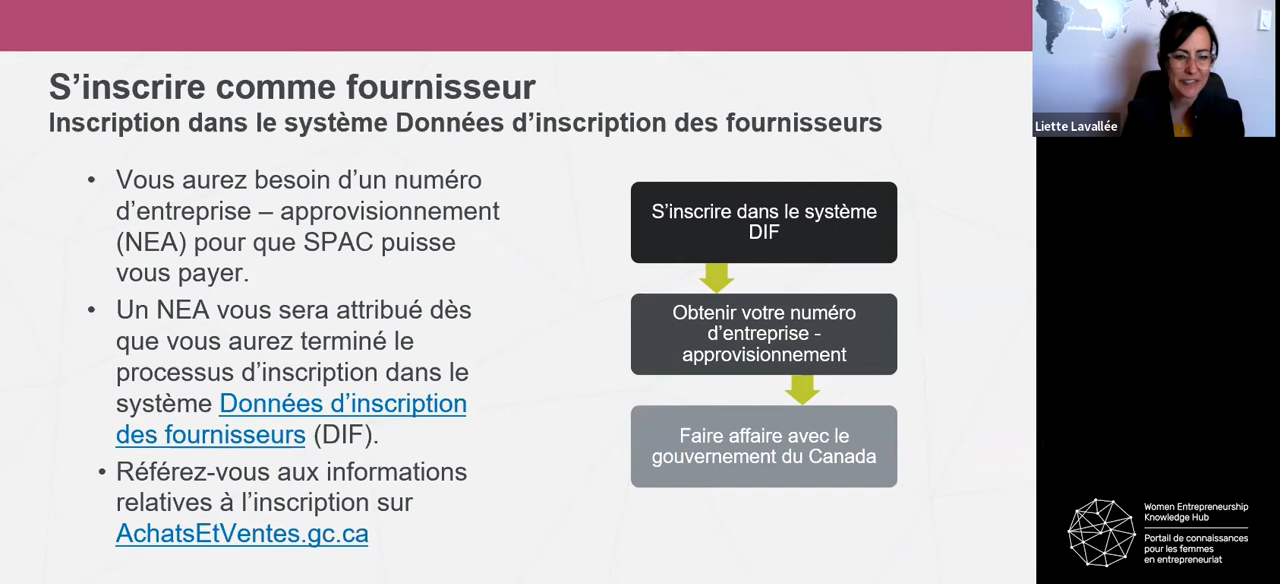 S’inscrire comme fournisseur
Inscription dans le système Données d’inscription des fournisseurs
• Vous aurez besoin d’un numéro
d’entreprise – approvisionnement
(NEA) pour que SPAC puisse
vous payer.
• Un NEA vous sera attribué dès
que vous aurez terminé le
processus d’inscription dans le
système Données d’inscription
des fournisseurs (DIF).
• Référez-vous aux informations
relatives à l’inscription sur
AchatsEtVentes.gc.ca
S’inscrire dans le système
DIF
Obtenir votre numéro
d’entreprise -
approvisionnement
Faire affaire avec le
gouvernement du Canada
Liette Lavallée
Women Entrepreneurship
Knowledge Hub
Portail de connaissances
pour les femmes
en entrepreneuriat